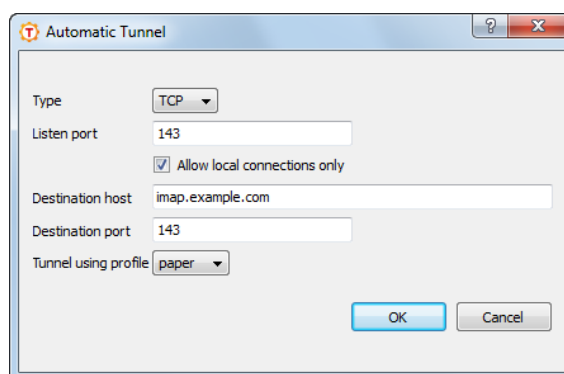 Automatic Tunnel
Type TCP
Listen port 143
Allow local connections only
Destination host imap.example.com
Destination port 143
Tunnel using profile paper
OK Cancel